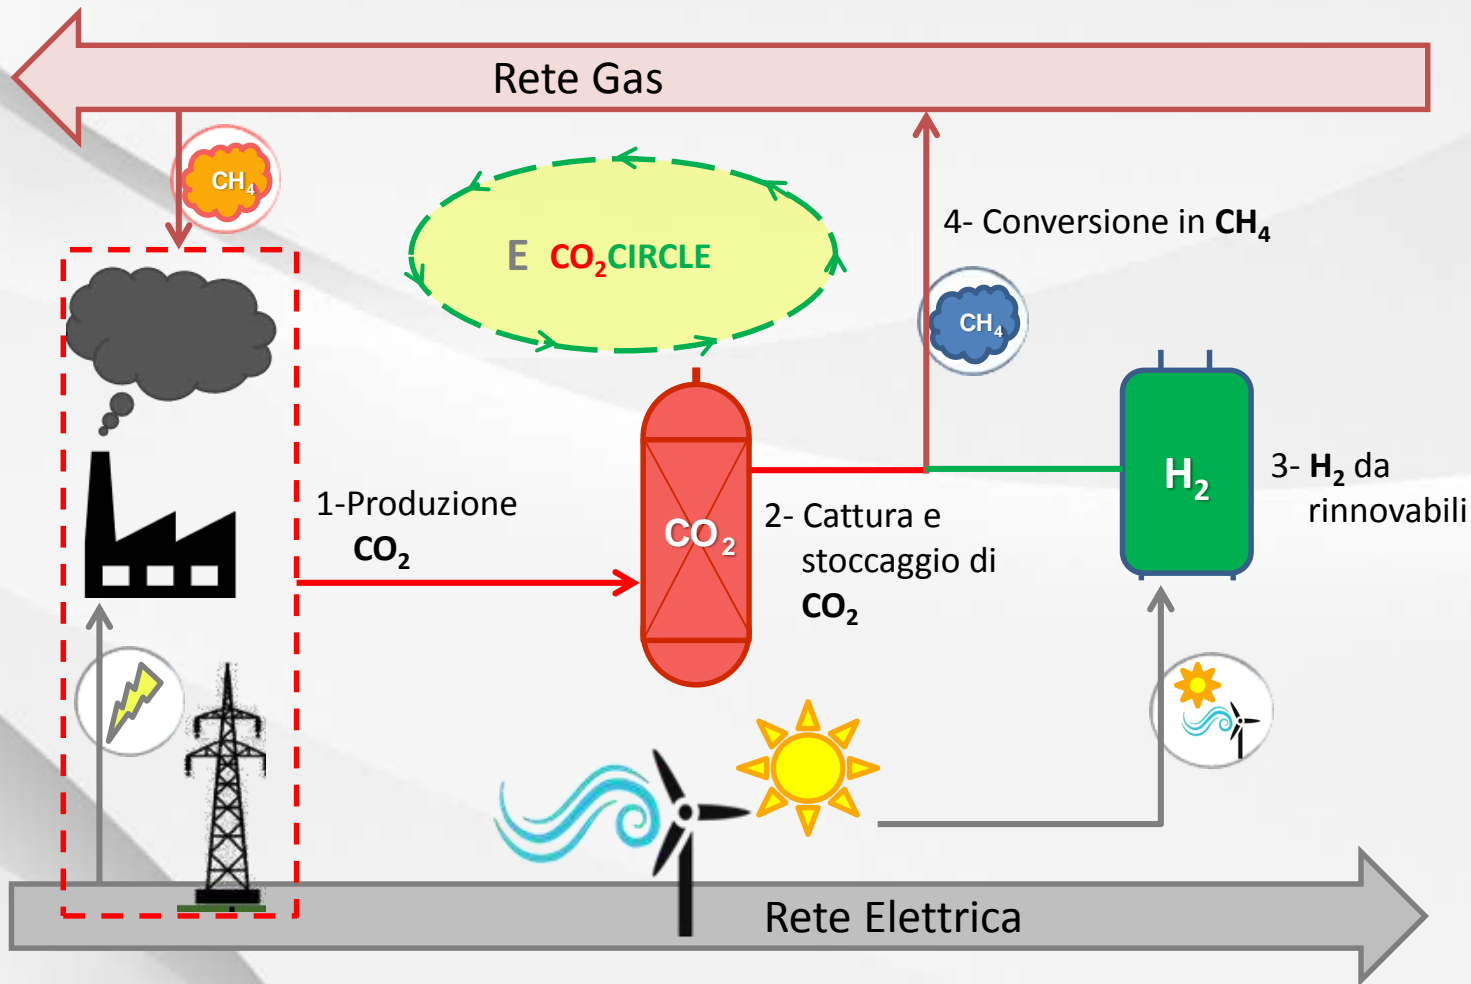 Rete Gas
CH₄
E CO₂CIRCLE
4- Conversione in CH₄
CH₄
1-Produzione
CO₂
CO₂
2- Cattura e
stoccaggio di
CO₂
H₂
3- H₂ da
rinnovabili
Rete Elettrica